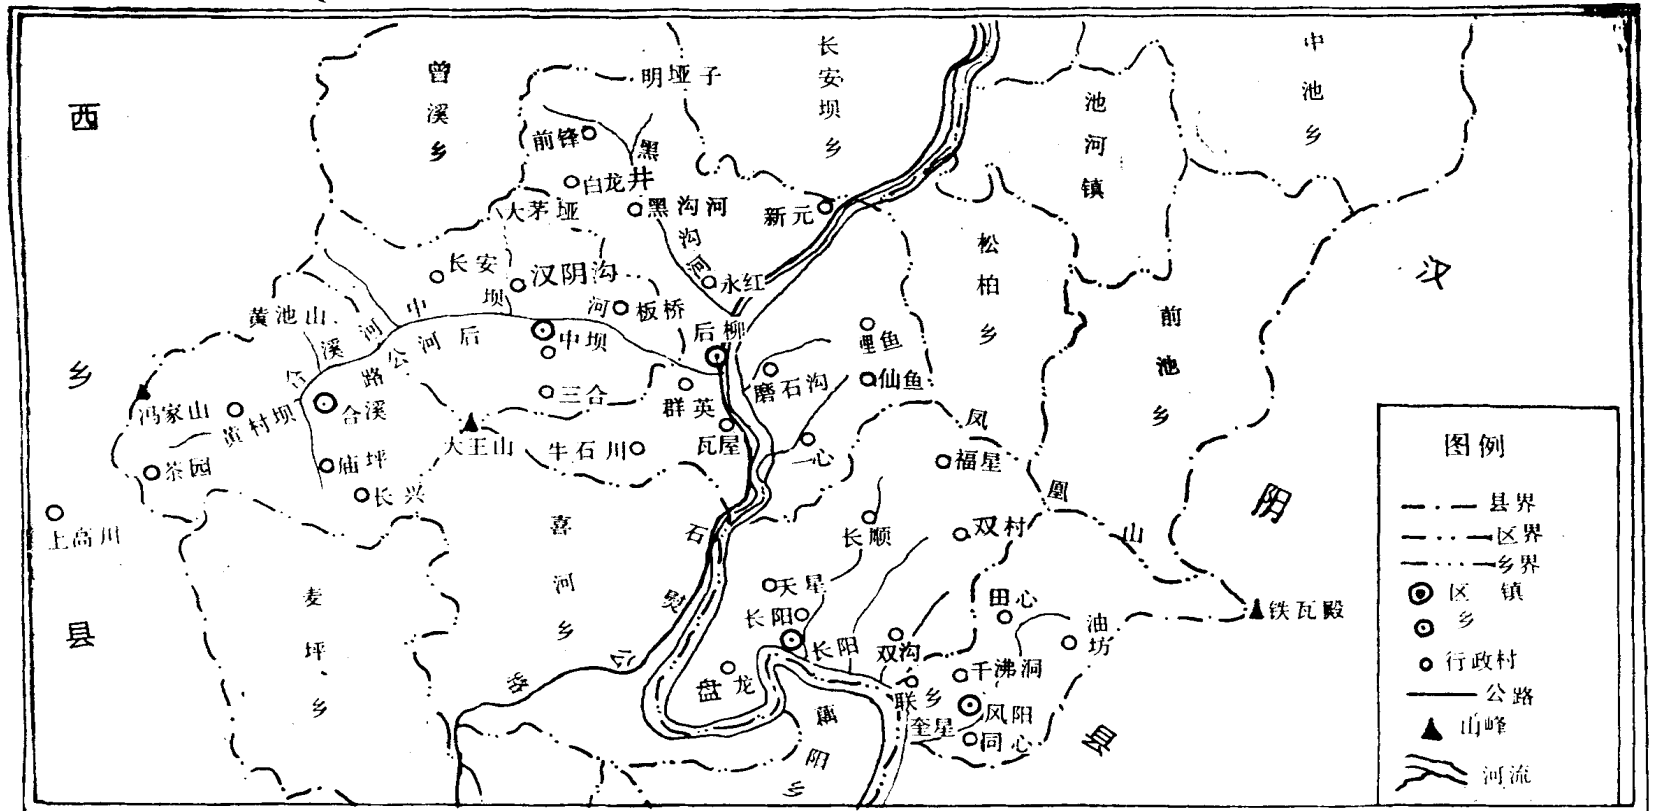 西乡县
曾溪乡
明垭子
长安坝乡
池河镇
中池乡
汉阴县
前锋
黑沟河
白龙井
大茅垭
黑沟河
新元
松柏乡
前池乡
长安
汉阴沟
永红
板桥
中坝河
黄池山
合溪河
后河公路
中坝
后柳
鲤鱼
仙鱼
磨石沟
三合
群英
冯家山
黄村坝
合溪
大王山
牛石川
瓦屋
一心
凤凰山
福星
茶园
庙坪
长兴
上高川
喜河乡
石熨公路
长顺
双村
麦坪乡
天星
长阳
长阳乡
田心
油坊
铁瓦殿
双沟
千沸洞
盘龙
联
奎星
凤阳
同心
藕阳乡
图例
县界
区界
乡界
区 镇
乡
行政村
公路
山峰
河流